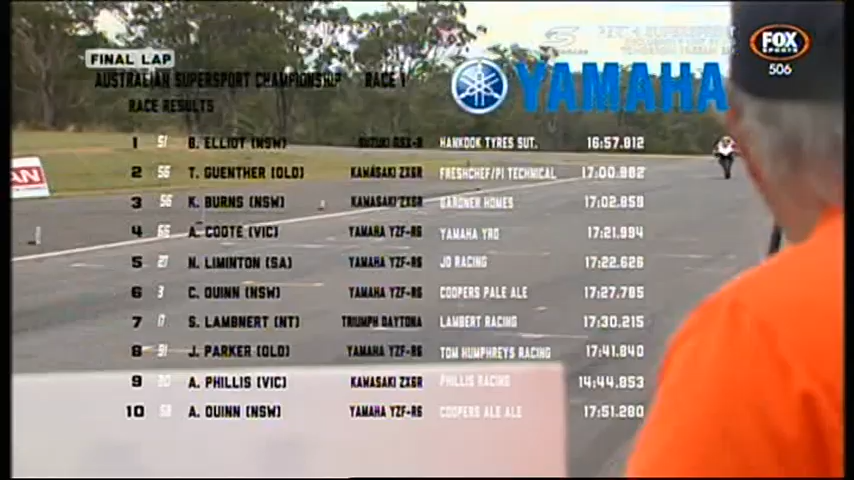 FOX
SPORTS
506
FINAL LAP
AUSTRALIAN SUPERSPORT CHAMPIONSHIP RACE 1
YAMAHA
RACE RESULTS
1 51 B. ELLIOT (NSW) SUZUKI GSX-R HANKOOK TYRES SUT. 16:57.812
2 56 T. GUENTHER (QLD) KAWASAKI ZX6R FRESHCHEF/PI TECHNICAL 17:00.982
3 56 K. BURNS (NSW) KAWASAKI ZX6R GARDNER HOMES 17:02.859
4 66 A. COOTE (VIC) YAMAHA YZF-R6 YAMAHA YRD 17:21.994
5 27 N. LIMINTON (SA) YAMAHA YZF-R6 JD RACING 17:22.626
6 3 C. QUINN (NSW) YAMAHA YZF-R6 COOPERS PALE ALE 17:27.785
7 17 S. LAMBNERT (NT) TRIUMPH DAYTONA LAMBERT RACING 17:30.215
8 91 J. PARKER (QLD) YAMAHA YZF-R6 TOM HUMPHREYS RACING 17:41.840
9 A. PHILLIS (VIC) KAWASAKI ZX6R PHILLIS RACING 14:44.853
10 A. QUINN (NSW) YAMAHA YZF-R6 COOPERS ALE ALE 17:51.280